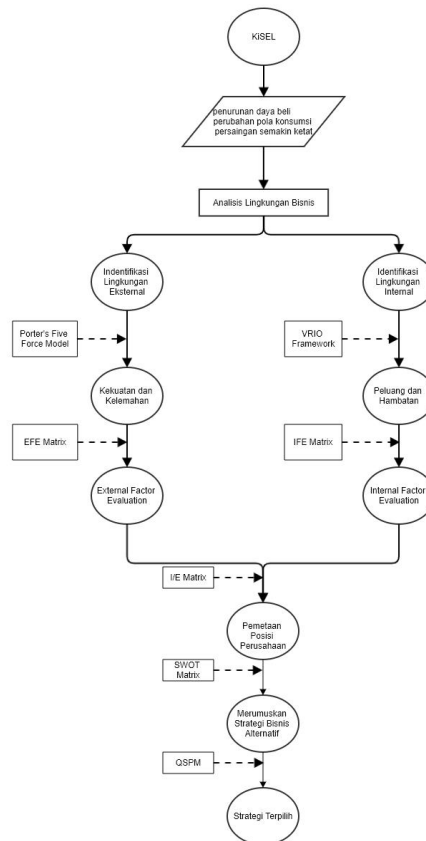 KiSEL
penurunan daya beli
perubahan pola konsumsi
persaingan semakin ketat
Analisis Lingkungan Bisnis
Indentifikasi
Lingkungan
Eksternal
Identifikasi
Lingkungan
Internal
Porter's Five
Force Model
VRIO
Framework
Kekuatan dan
Kelemahan
Peluang dan
Hambatan
EFE Matrix
IFE Matrix
External Factor
Evaluation
Internal Factor
Evaluation
I/E Matrix
Pemetaan
Posisi
Perusahaan
SWOT
Matrix
Merumuskan
Strategi Bisnis
Alternatif
QSPM
Strategi Terpilih